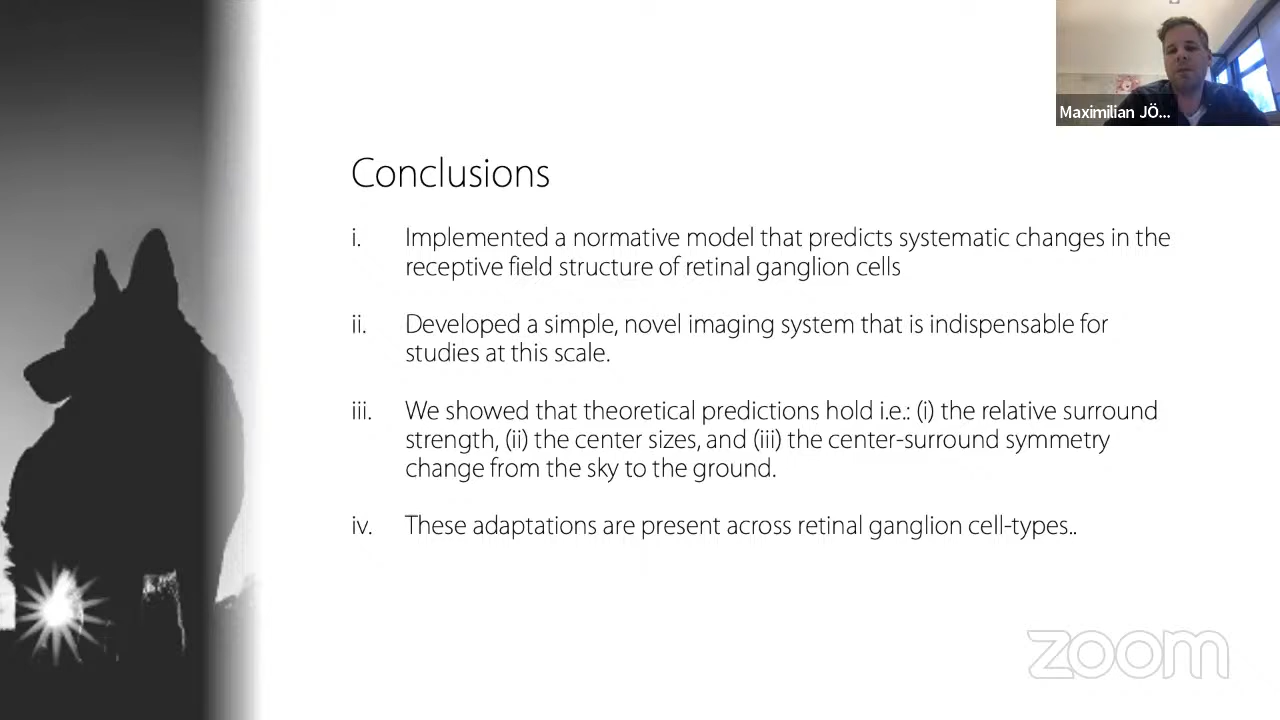 Maximilian JÖ...
Conclusions
i. Implemented a normative model that predicts systematic changes in the
receptive field structure of retinal ganglion cells
ii. Developed a simple, novel imaging system that is indispensable for
studies at this scale.
iii. We showed that theoretical predictions hold i.e.: (i) the relative surround
strength, (ii) the center sizes, and (iii) the center-surround symmetry
change from the sky to the ground.
iv. These adaptations are present across retinal ganglion cell-types..
zoom